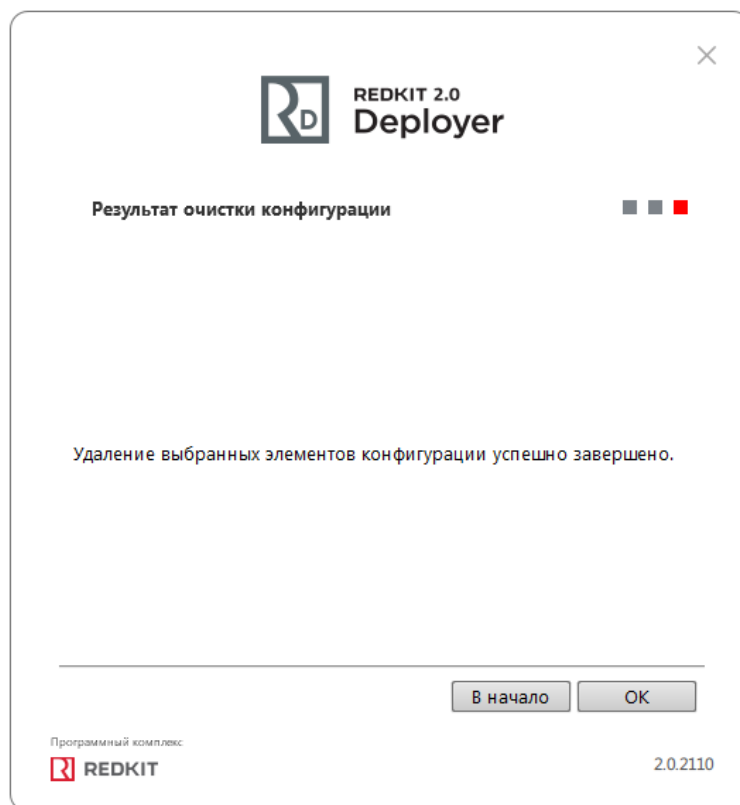 REDKIT 2.0
Deployer
Результат очистки конфигурации
Удаление выбранных элементов конфигурации успешно завершено.
В начало
ОК
Программный комплекс
REDKIT
2.0.2110